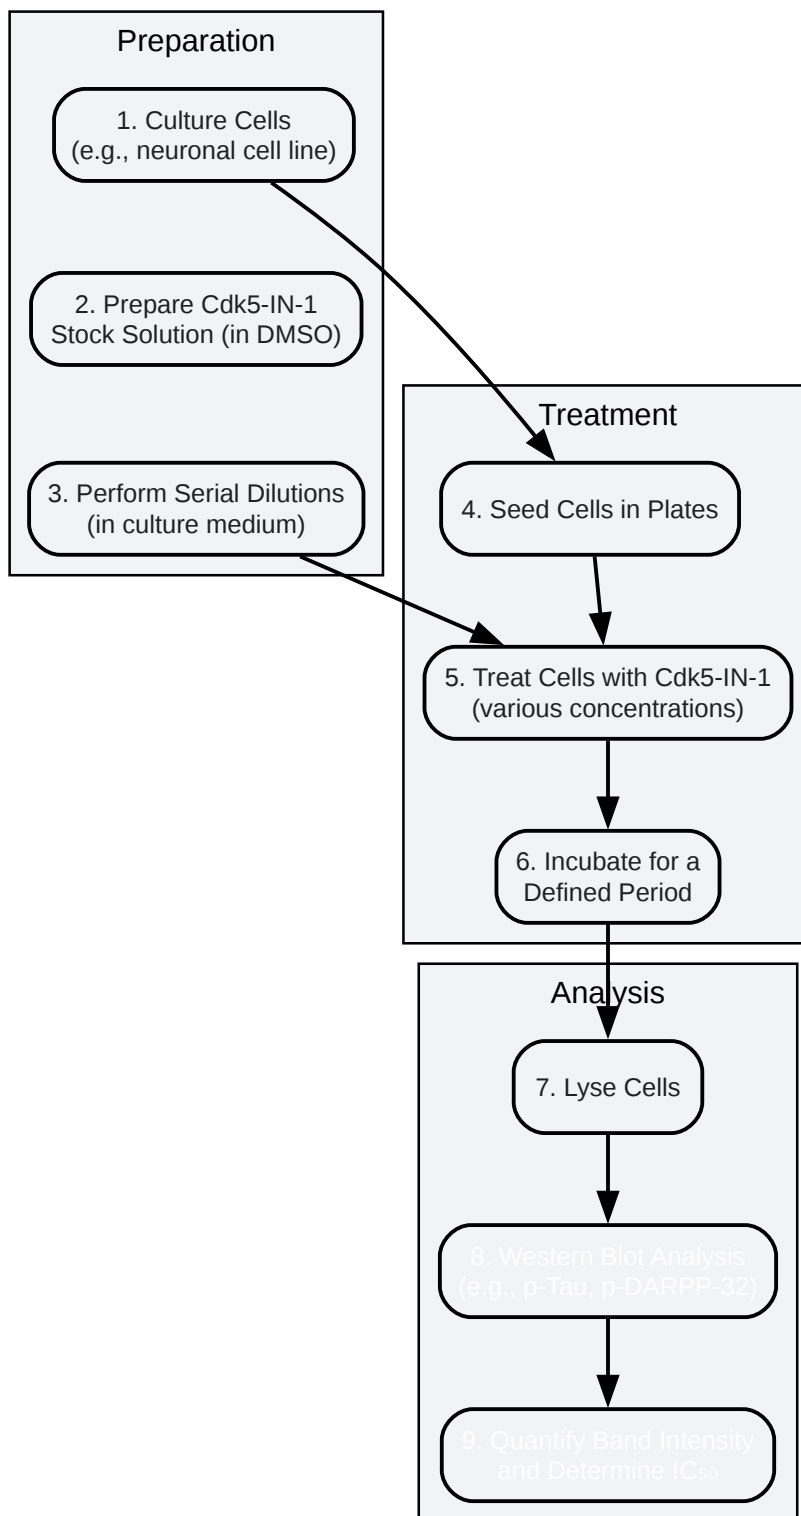 Preparation
1. Culture Cells
(e.g., neuronal cell line)
2. Prepare Cdk5-IN-1
Stock Solution (in DMSO)
3. Perform Serial Dilutions
(in culture medium)
Treatment
4. Seed Cells in Plates
5. Treat Cells with Cdk5-IN-1
(various concentrations)
6. Incubate for a
Defined Period
Analysis
7. Lyse Cells
8. Western Blot Analysis
(e.g., p-Tau, p-DARPP-32)
9. Quantify Band Intensity
and Determine IC₅₀